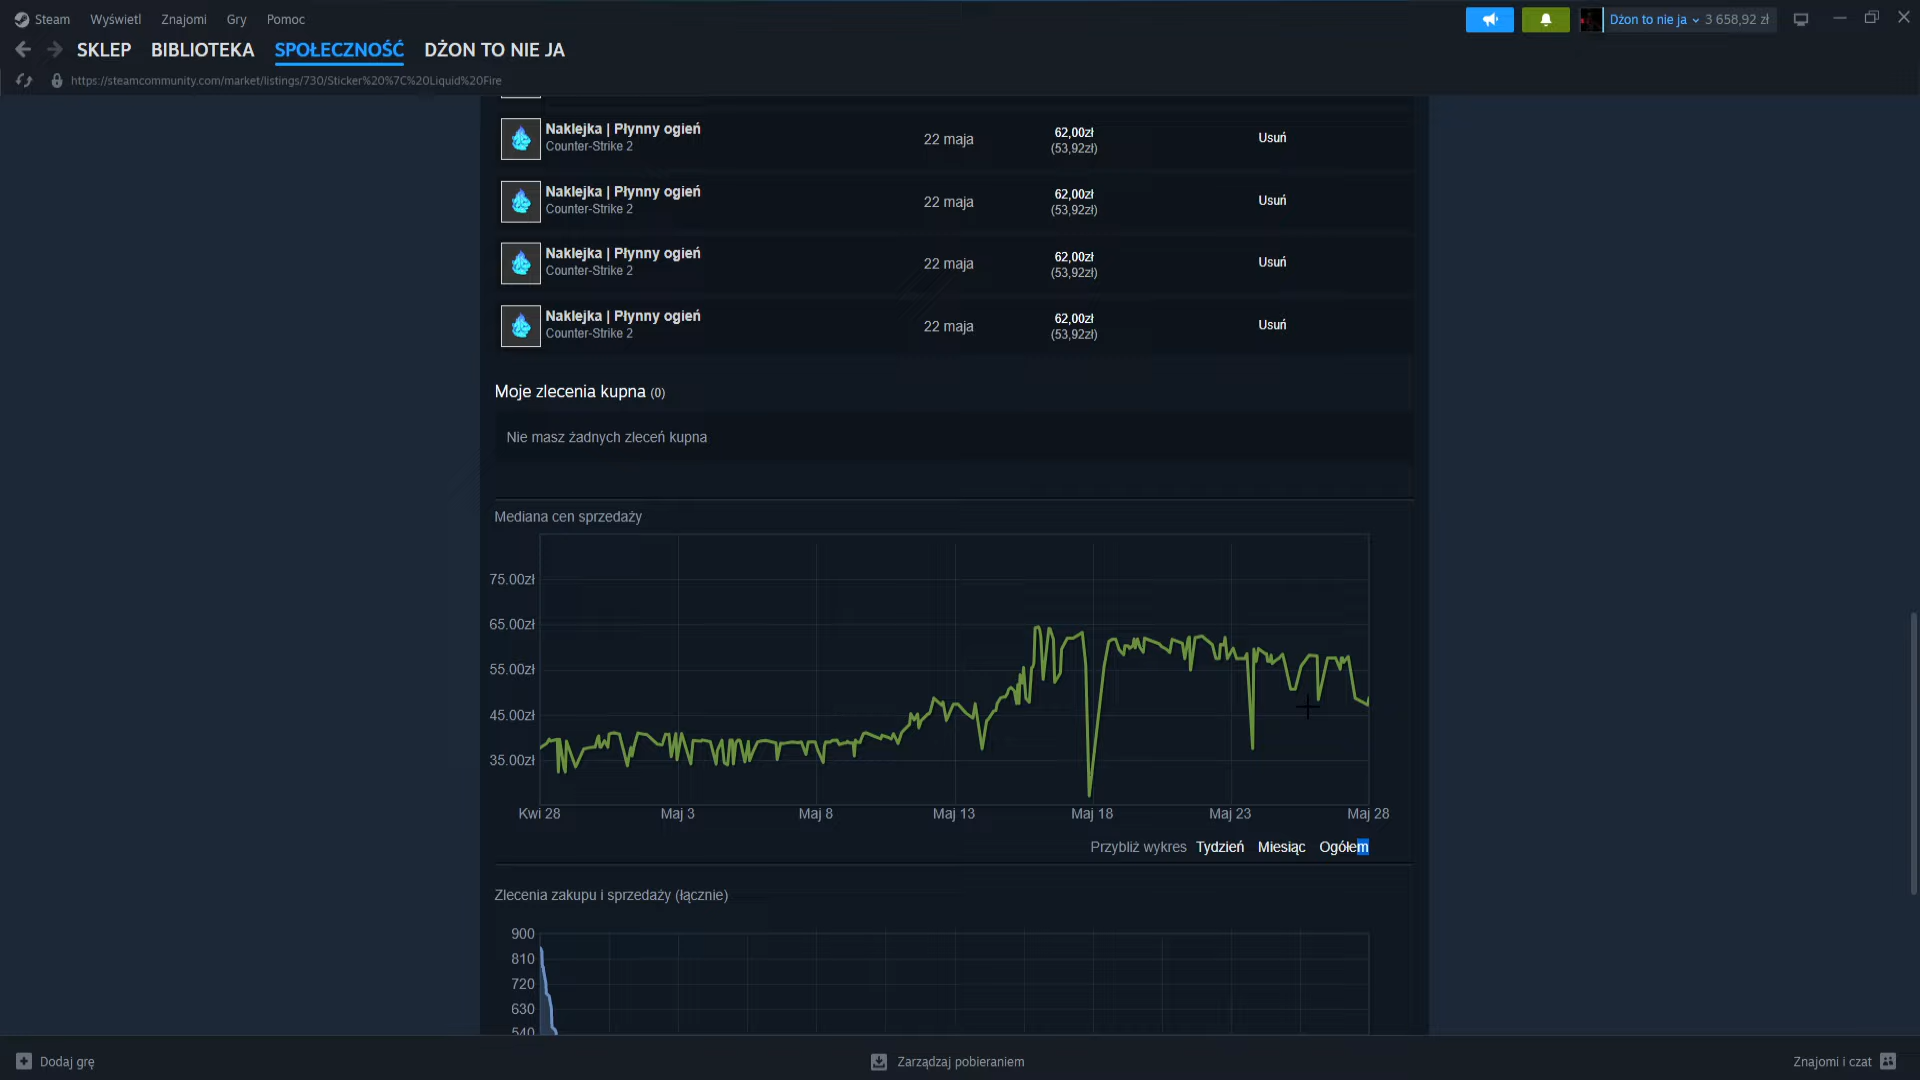 Steam Wyświetl Znajomi Gry Pomoc
Dżon to nie ja 3 658,92 zł
SKLEP BIBLIOTEKA SPOŁECZNOŚĆ DŻON TO NIE JA
https://steamcommunity.com/market/listings/730/Sticker%20%7C%20Liquid%20Fire
Naklejka | Płynny ogień
Counter-Strike 2
22 maja
62,00zł
(53,92zł)
Usuń
Naklejka | Płynny ogień
Counter-Strike 2
22 maja
62,00zł
(53,92zł)
Usuń
Naklejka | Płynny ogień
Counter-Strike 2
22 maja
62,00zł
(53,92zł)
Usuń
Naklejka | Płynny ogień
Counter-Strike 2
22 maja
62,00zł
(53,92zł)
Usuń
Moje zlecenia kupna (0)
Nie masz żadnych zleceń kupna
Mediana cen sprzedaży
75.00zł
65.00zł
55.00zł
45.00zł
35.00zł
Kwi 28 Maj 3 Maj 8 Maj 13 Maj 18 Maj 23 Maj 28
Przybliż wykres Tydzień Miesiąc Ogółem
Zlecenia zakupu i sprzedaży (łącznie)
900
810
720
630
540
Dodaj grę
Zarządzaj pobieraniem
Znajomi i czat